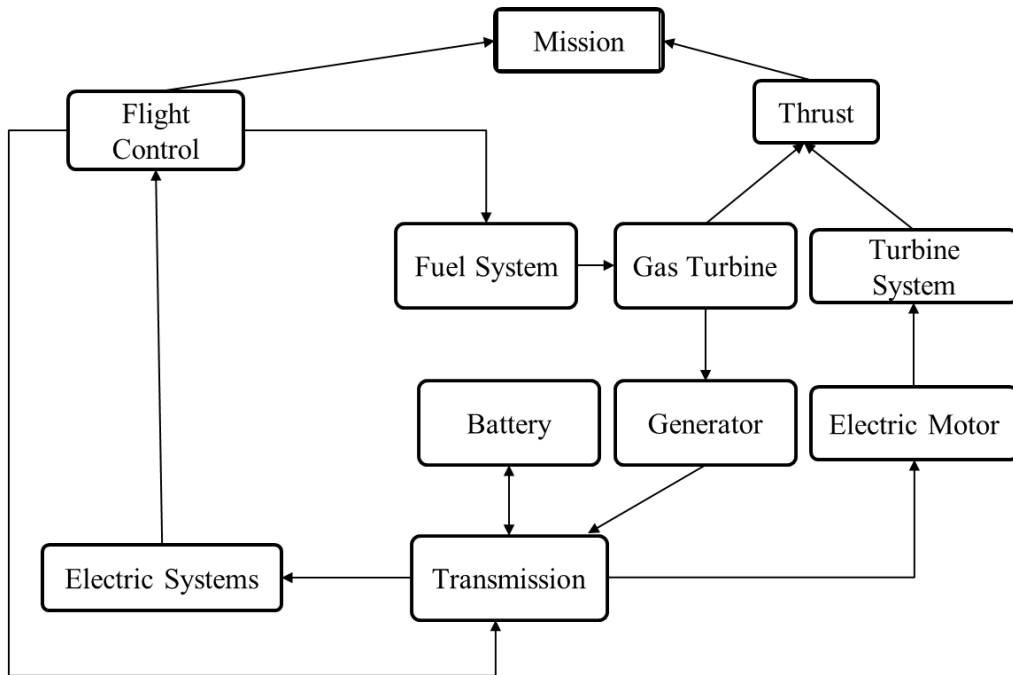 Mission
Thrust
Flight
Control
Fuel System
Gas Turbine
Turbine
System
Battery
Generator
Electric Motor
Electric Systems
Transmission